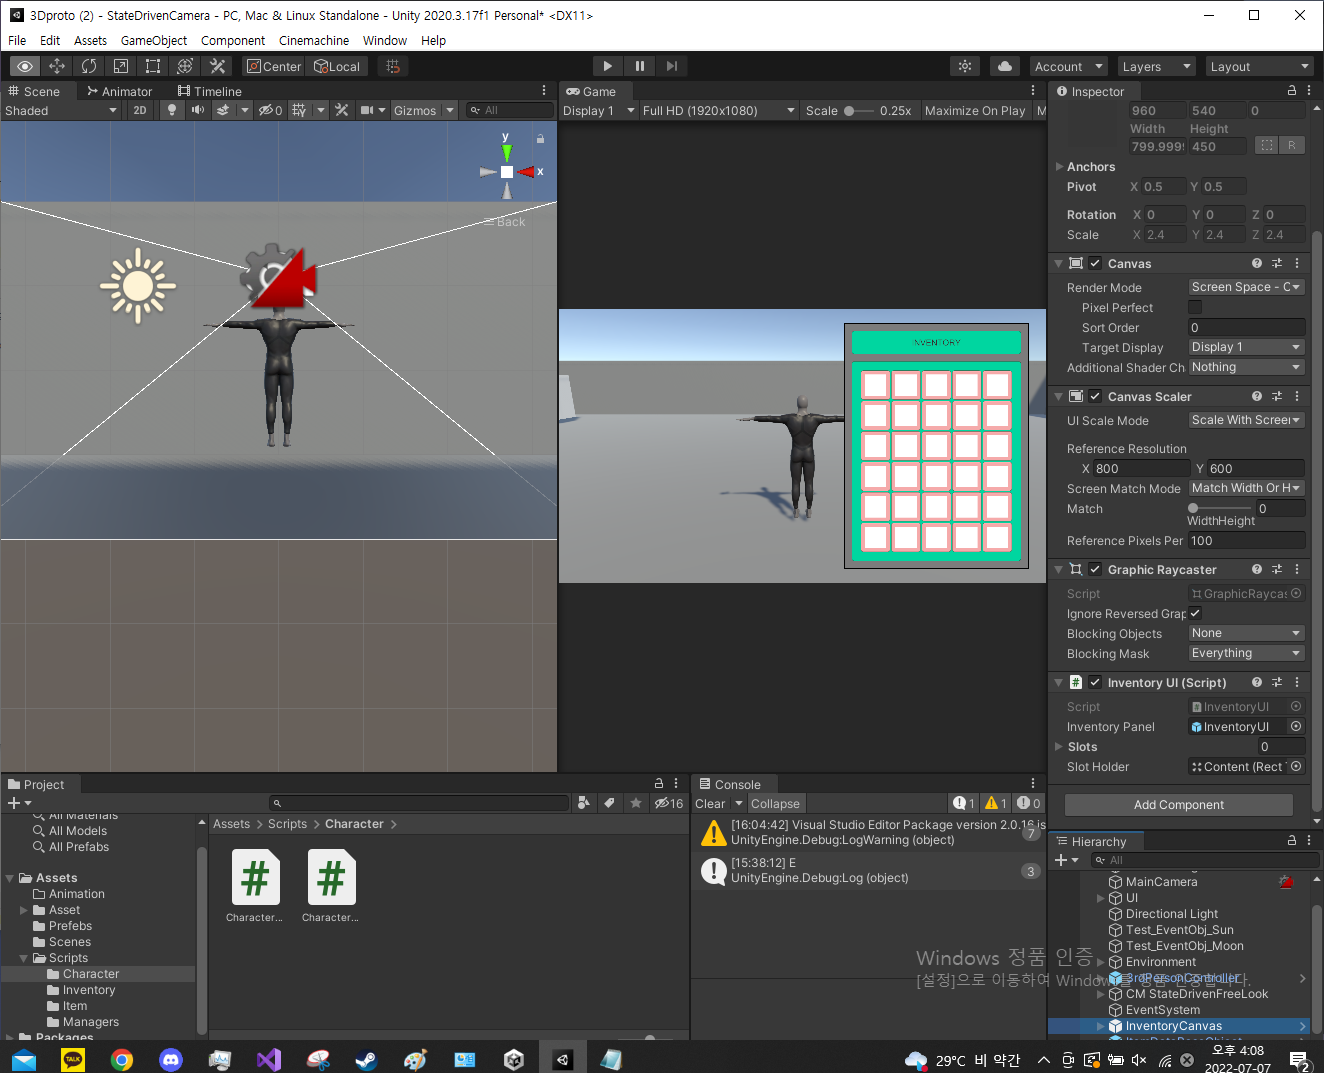 3Dproto (2) - StateDrivenCamera - PC, Mac & Linux Standalone - Unity 2020.3.17f1 Personal* <DX11>
File Edit Assets GameObject Component Cinemachine Window Help
Center Local Account Layers Layout
Scene Animator Timeline
Shaded 2D 0 Gizmos All
y
x
Back
Game
Display 1 Full HD (1920x1080) Scale 0.25x Maximize On Play M
INVENTORY
Inspector
960 540 0
Width Height
799.999 450 R
Anchors
Pivot X 0.5 Y 0.5
Rotation X 0 Y 0 Z 0
Scale X 2.4 Y 2.4 Z 2.4
Canvas
Render Mode Screen Space - O
Pixel Perfect
Sort Order 0
Target Display Display 1
Additional Shader Ch Nothing
Canvas Scaler
UI Scale Mode Scale With Screen
Reference Resolution
X 800 Y 600
Screen Match Mode Match Width Or H
Match 0
Width Height
Reference Pixels Per 100
Graphic Raycaster
Script GraphicRaycas
Ignore Reversed Grap
Blocking Objects None
Blocking Mask Everything
# Inventory UI (Script)
Script InventoryUI
Inventory Panel InventoryUI
Slots 0
Slot Holder Content (Rect
Add Component
Project
16
All Materials
All Models
All Prefabs
Assets
Animation
Asset
Prefebs
Scenes
Scripts
Character
Inventory
Item
Managers
Packages
Assets > Scripts > Character >
# #
Character... Character...
Console
Clear Collapse 1 1 0
[16:04:42] Visual Studio Editor Package version 2.0.16 is
UnityEngine.Debug:LogWarning (object)
7
[15:38:12] E
UnityEngine.Debug:Log (object)
3
Hierarchy
All
MainCamera
UI
Directional Light
Test_EventObj_Sun
Test_EventObj_Moon
Environment
3rdPersonController
CM StateDrivenFreeLook
EventSystem
InventoryCanvas
ItemDataBaseObject
Windows 정품 인증
[설정]으로 이동하여 Windows를 정품 인증합니다.
TALK
29℃ 비 약간
오후 4:08
2022-07-07
2